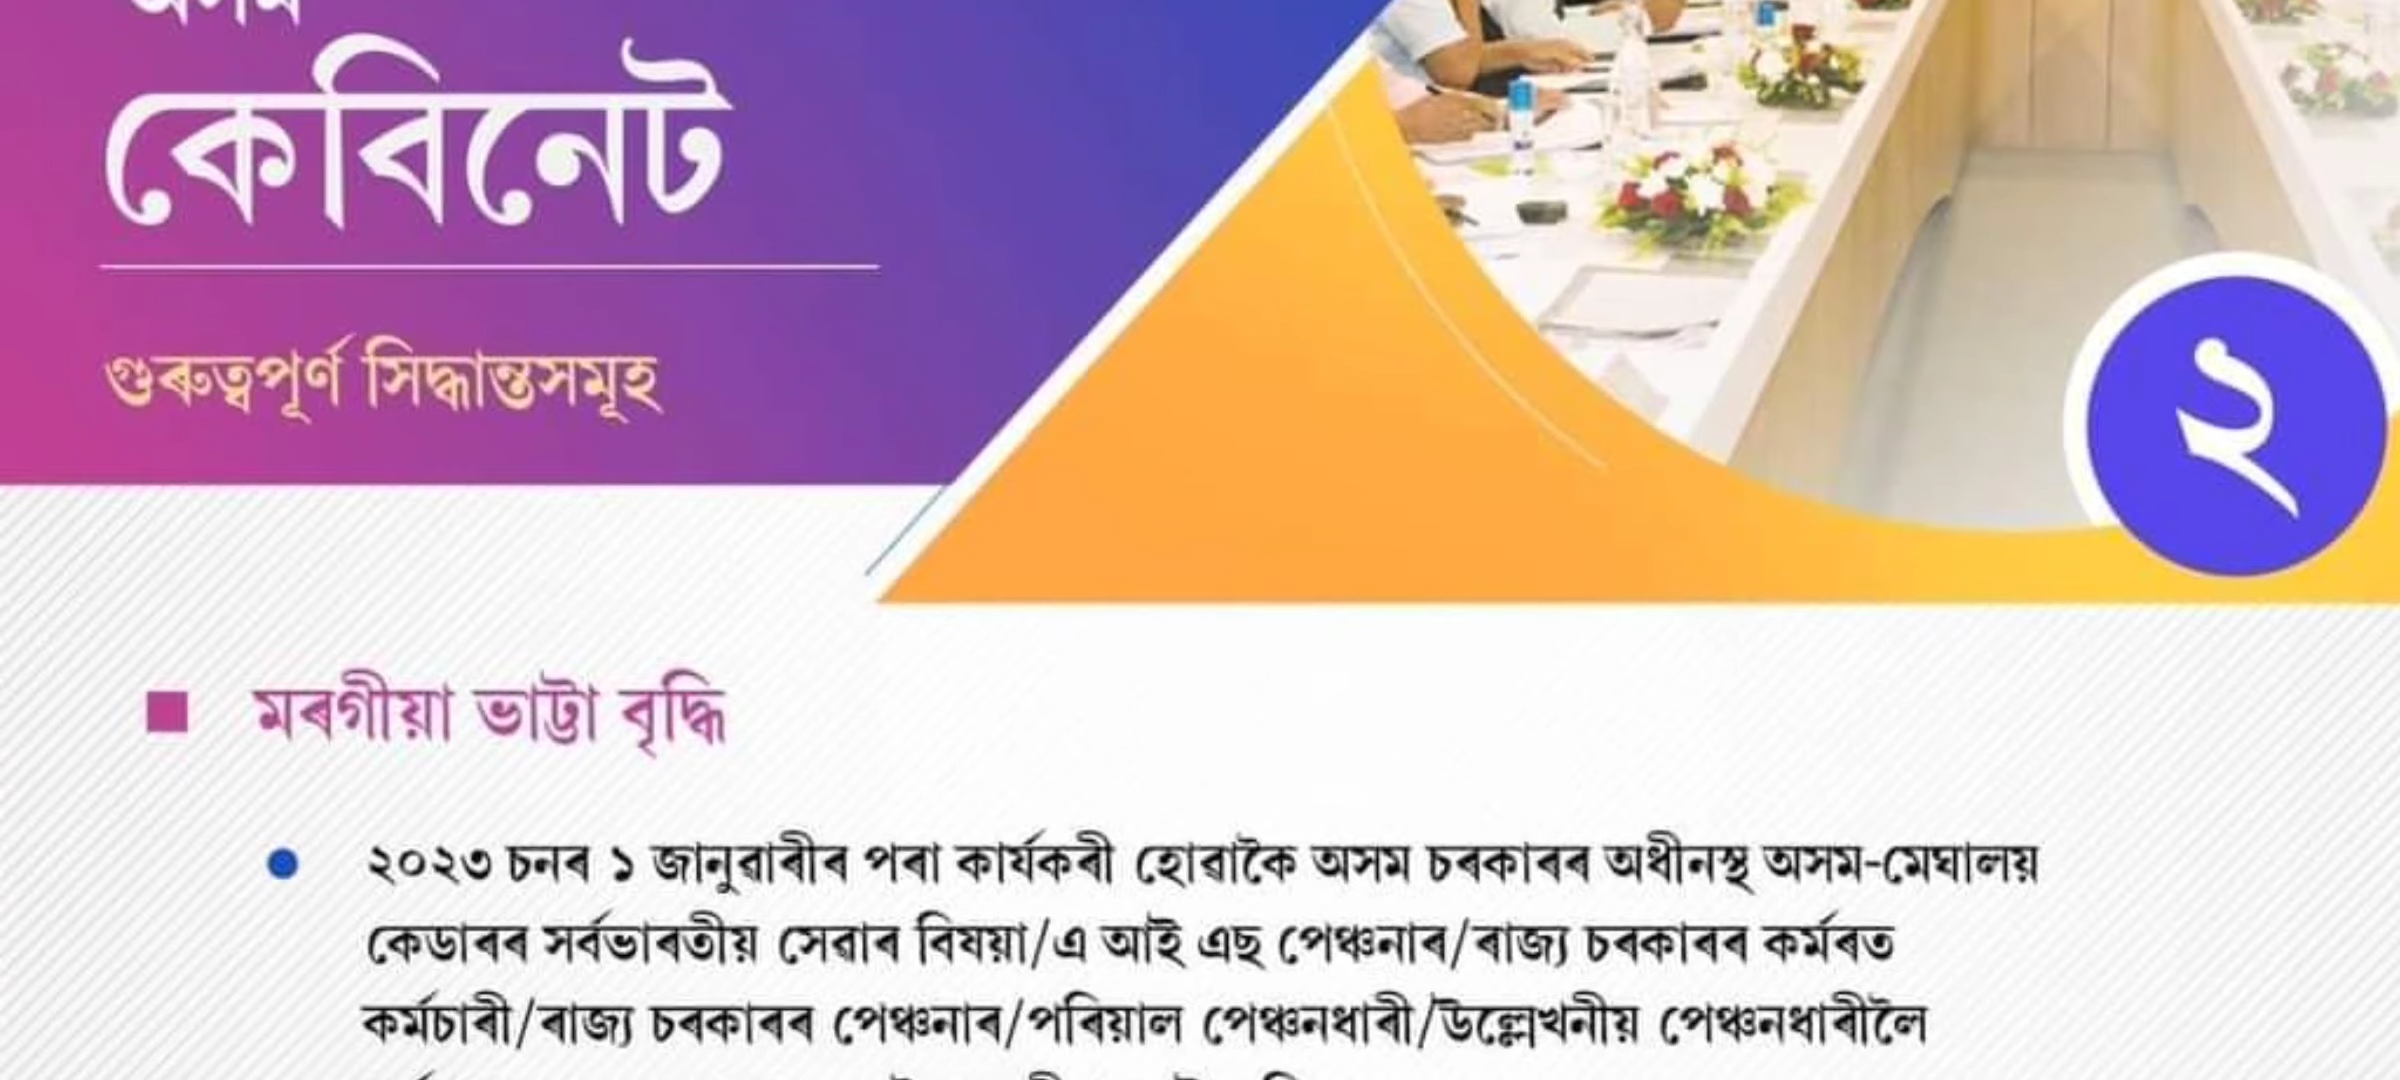 অসম
কেবিনেট
গুৰুত্বপূৰ্ণ সিদ্ধান্তসমূহ
২
মৰগীয়া ভাট্টা বৃদ্ধি
২০২৩ চনৰ ১ জানুৱাৰীৰ পৰা কাৰ্যকৰী হোৱাকৈ অসম চৰকাৰৰ অধীনস্থ অসম-মেঘালয়
কেডাৰৰ সৰ্বভাৰতীয় সেৱাৰ বিষয়া/এ আই এছ পেঞ্চনাৰ/ৰাজ্য চৰকাৰৰ কৰ্মৰত
কৰ্মচাৰী/ৰাজ্য চৰকাৰৰ পেঞ্চনাৰ/পৰিয়াল পেঞ্চনধাৰী/উল্লেখনীয় পেঞ্চনধাৰীলৈ